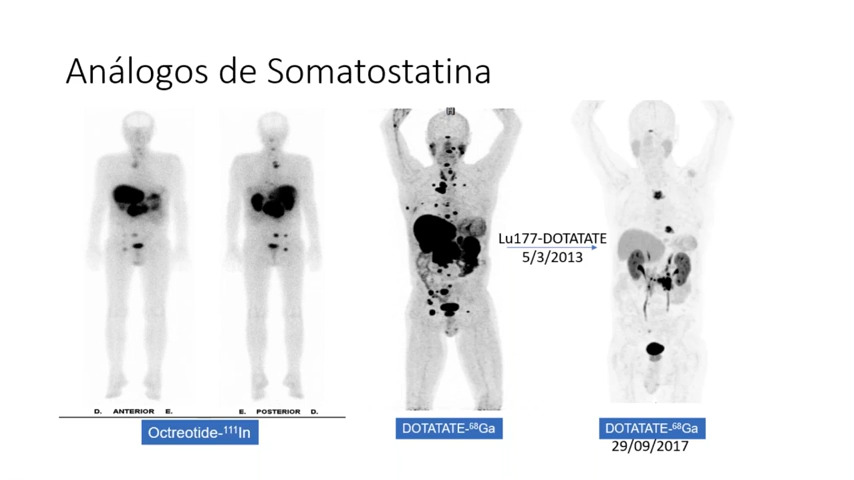 Análogos de Somatostatina
Lu177-DOTATATE
5/3/2013
D. ANTERIOR E.
E. POSTERIOR D.
Octreotide-¹¹¹In
DOTATATE-⁶⁸Ga
DOTATATE-⁶⁸Ga
29/09/2017